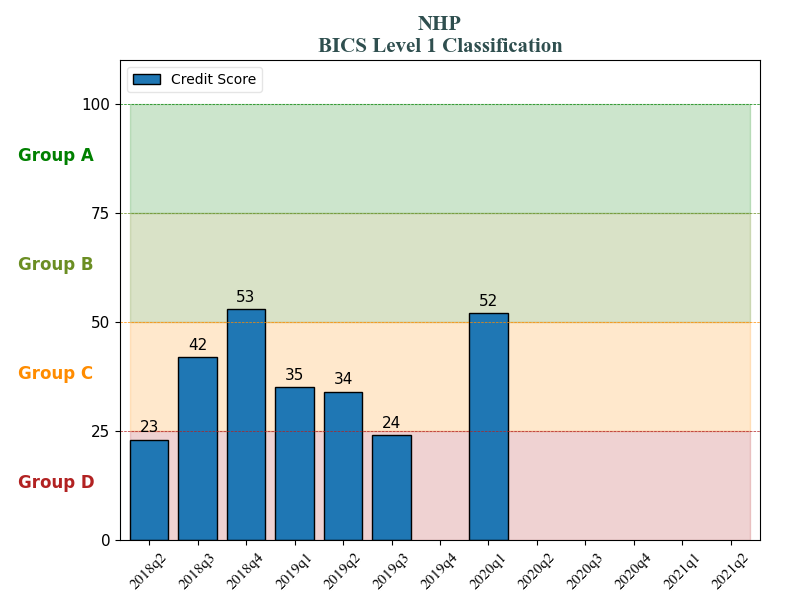 NHP
BICS Level 1 Classification
Credit Score
100
Group A
75
Group B
53
52
50
42
35
34
Group C
25
23
24
Group D
0
2018q2
2018q3
2018q4
2019q1
2019q2
2019q3
2019q4
2020q1
2020q2
2020q3
2020q4
2021q1
2021q2